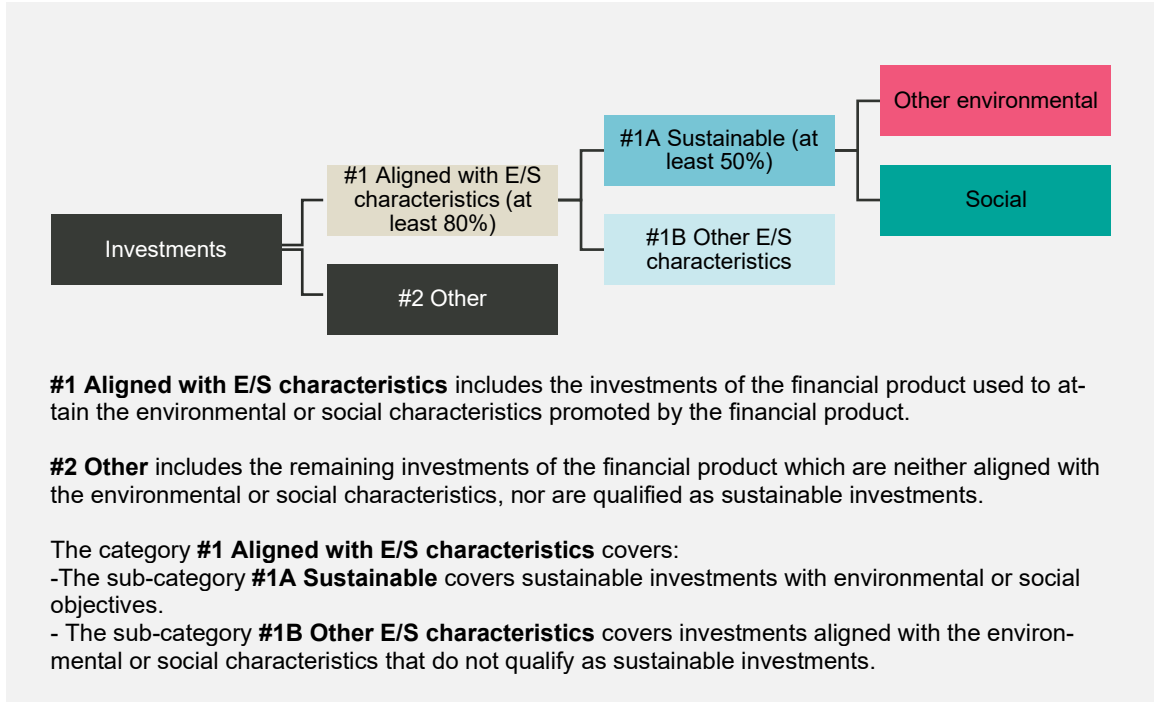 Other environmental
#1A Sustainable (at
least 50%)
#1 Aligned with E/S
characteristics (at
least 80%)
Social
Investments
#1B Other E/S
characteristics
#2 Other
#1 Aligned with E/S characteristics includes the investments of the financial product used to at-
tain the environmental or social characteristics promoted by the financial product.
#2 Other includes the remaining investments of the financial product which are neither aligned with
the environmental or social characteristics, nor are qualified as sustainable investments.
The category #1 Aligned with E/S characteristics covers:
-The sub-category #1A Sustainable covers sustainable investments with environmental or social
objectives.
- The sub-category #1B Other E/S characteristics covers investments aligned with the environ-
mental or social characteristics that do not qualify as sustainable investments.